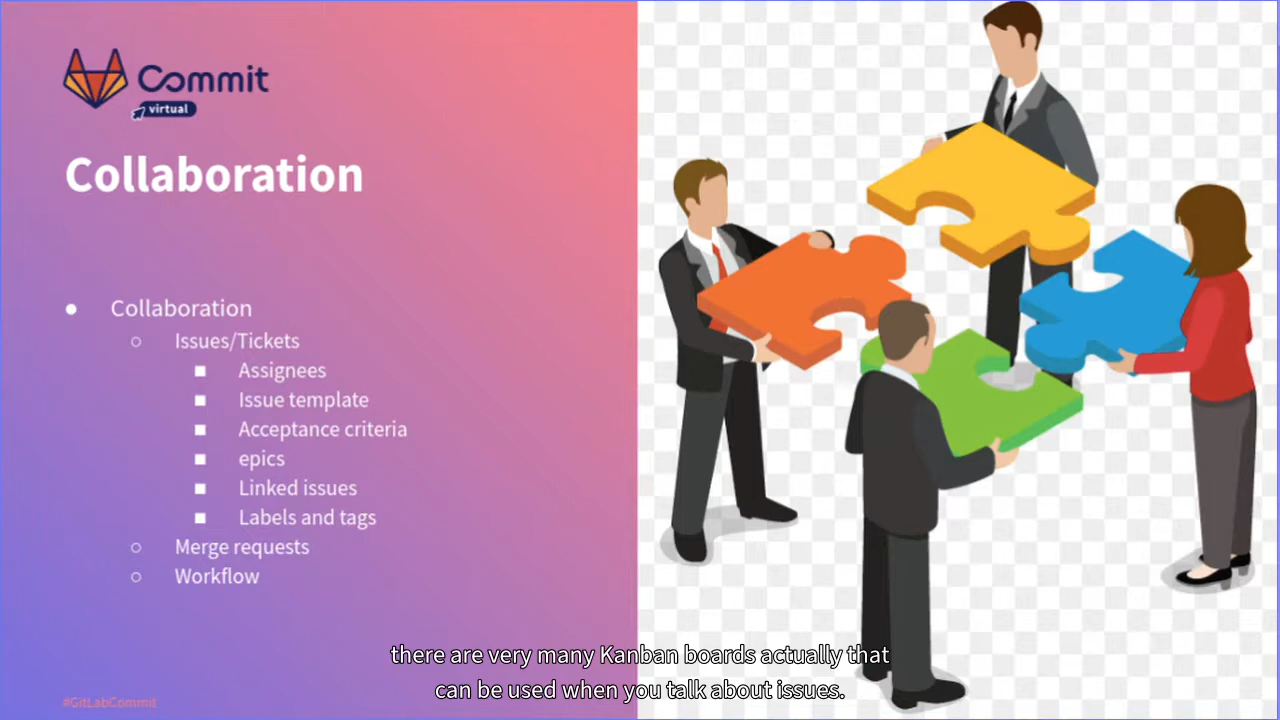 Commit
virtual
Collaboration
● Collaboration
○ Issues/Tickets
■ Assignees
■ Issue template
■ Acceptance criteria
■ epics
■ Linked issues
■ Labels and tags
○ Merge requests
○ Workflow
there are very many Kanban boards actually that
can be used when you talk about issues.
#GitLabCommit